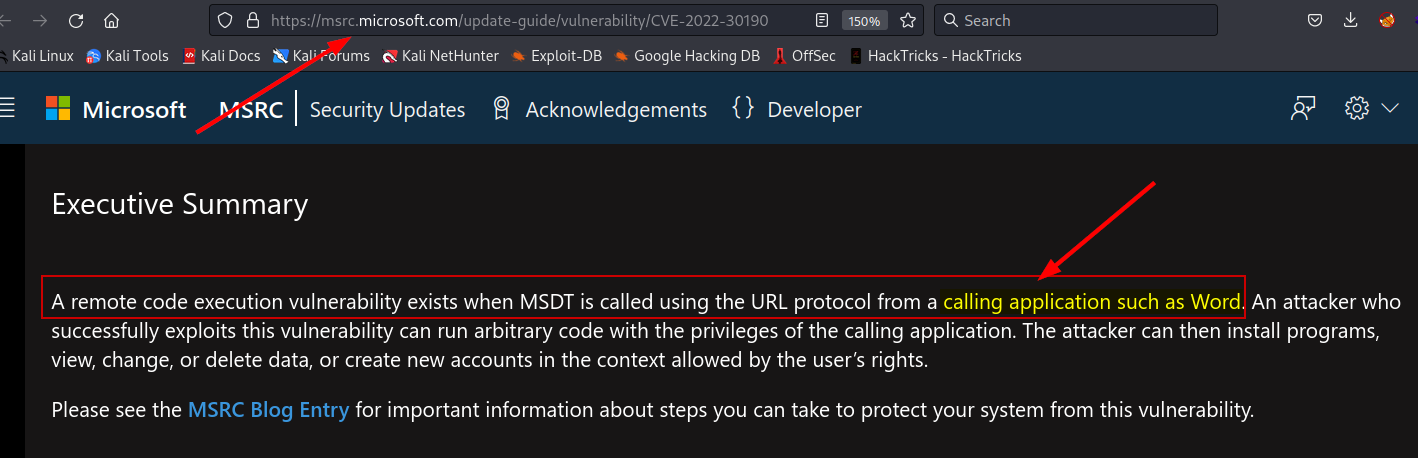 https://msrc.microsoft.com/update-guide/vulnerability/CVE-2022-30190 150% Search
Kali Linux Kali Tools Kali Docs Kali Forums Kali NetHunter Exploit-DB Google Hacking DB OffSec HackTricks - HackTricks
Microsoft MSRC Security Updates Acknowledgements {} Developer
Executive Summary
A remote code execution vulnerability exists when MSDT is called using the URL protocol from a calling application such as Word. An attacker who
successfully exploits this vulnerability can run arbitrary code with the privileges of the calling application. The attacker can then install programs,
view, change, or delete data, or create new accounts in the context allowed by the user’s rights.
Please see the MSRC Blog Entry for important information about steps you can take to protect your system from this vulnerability.